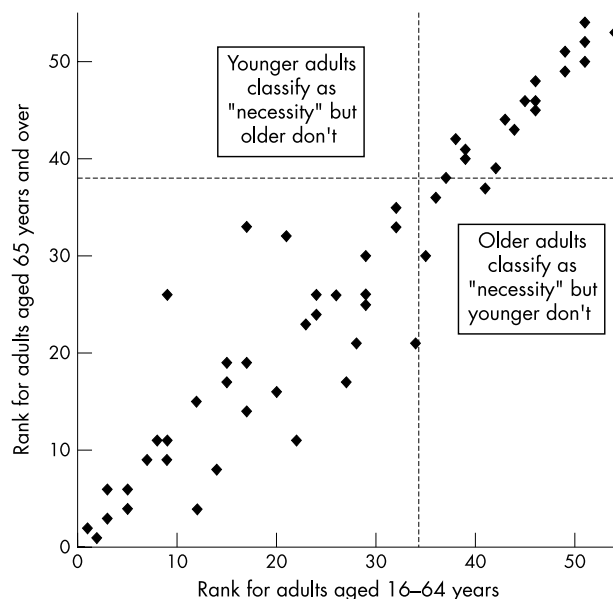 Rank for adults aged 65 years and over
50
40
30
20
10
0
Younger adults
classify as
"necessity" but
older don't
Older adults
classify as
"necessity" but
younger don't
0 10 20 30 40 50
Rank for adults aged 16–64 years